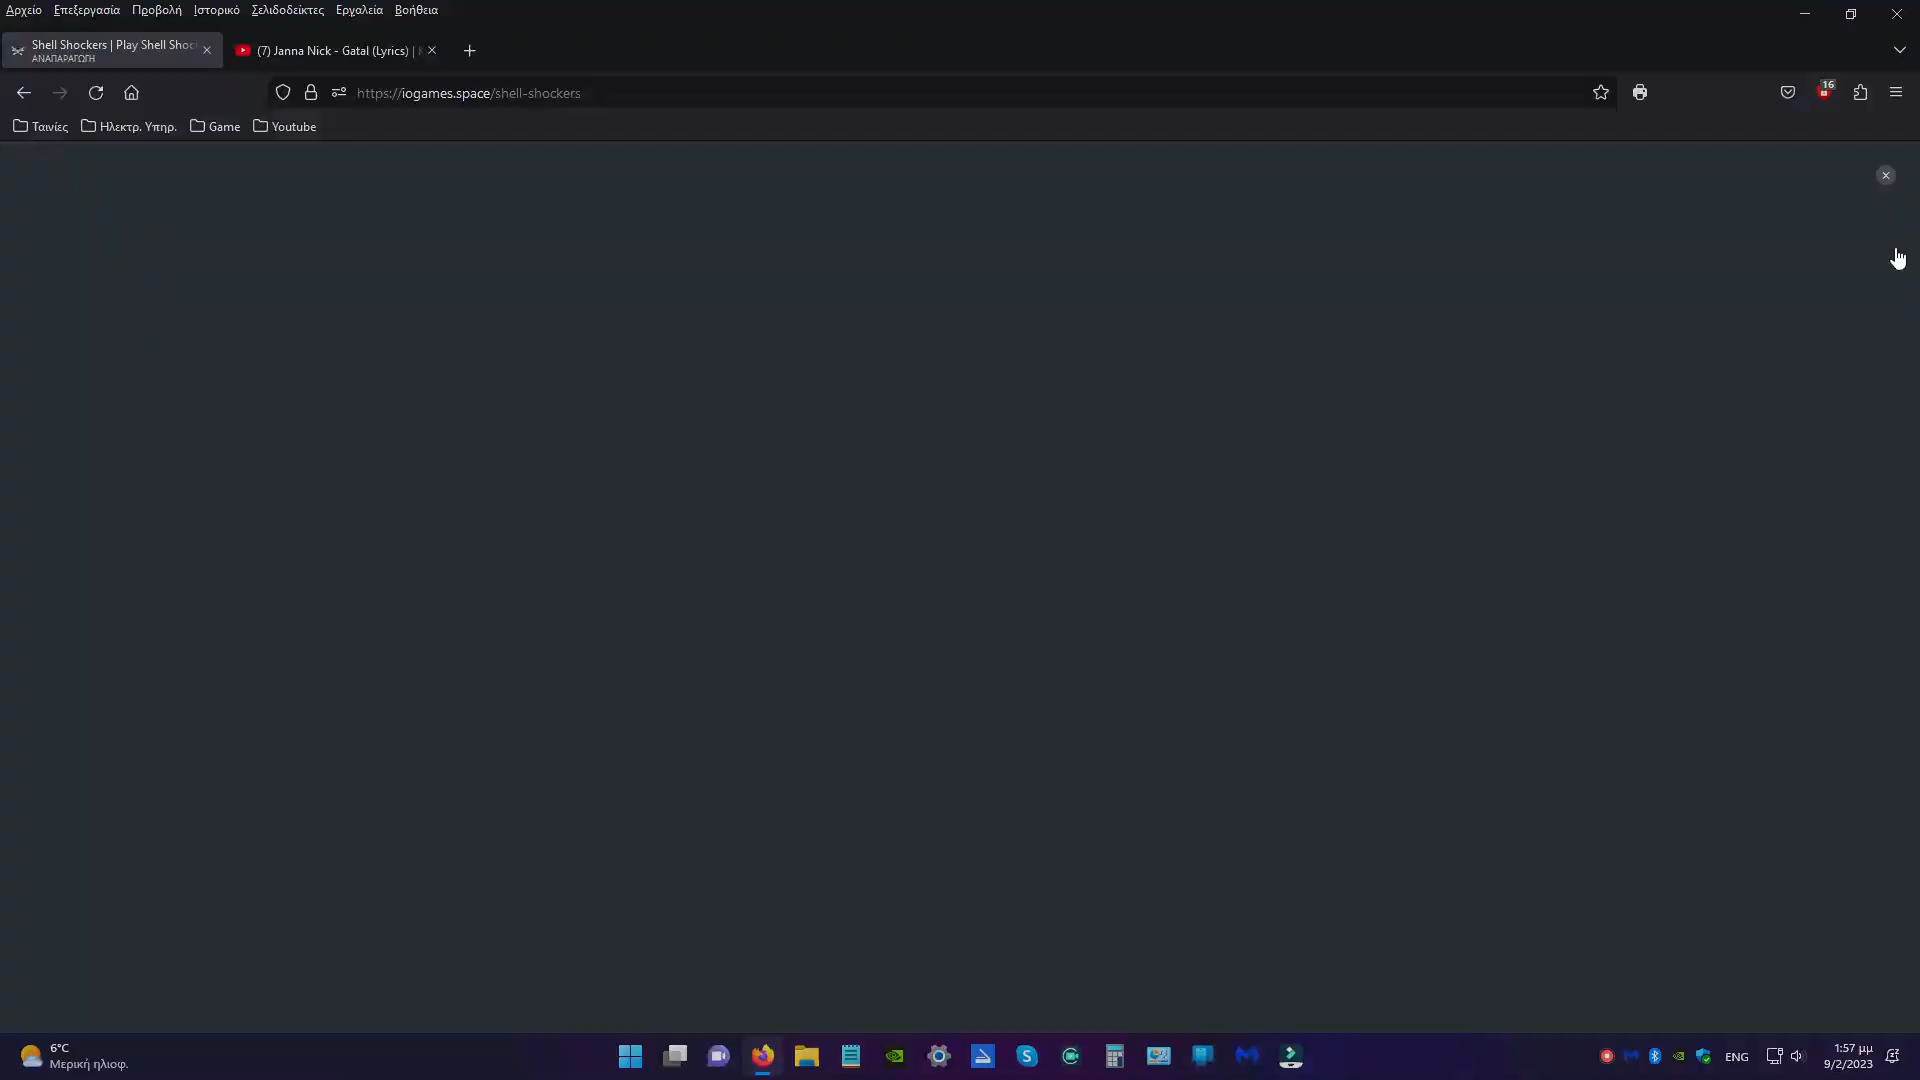 Αρχείο Επεξεργασία Προβολή Ιστορικό Σελιδοδείκτες Εργαλεία Βοήθεια
Shell Shockers | Play Shell Shoc
ΑΝΑΠΑΡΑΓΩΓΗ
(7) Janna Nick - Gatal (Lyrics) |
https://iogames.space/shell-shockers
16
Ταινίες Ηλεκτρ. Υπηρ. Game Youtube
6°C
Μερική ηλιοφ.
ENG
1:57 μμ
9/2/2023